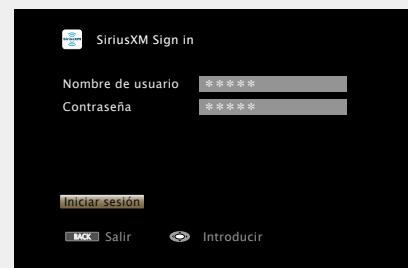 SiriusXM Sign in
Nombre de usuario *****
Contraseña *****
Iniciar sesión
BACK Salir Introducir